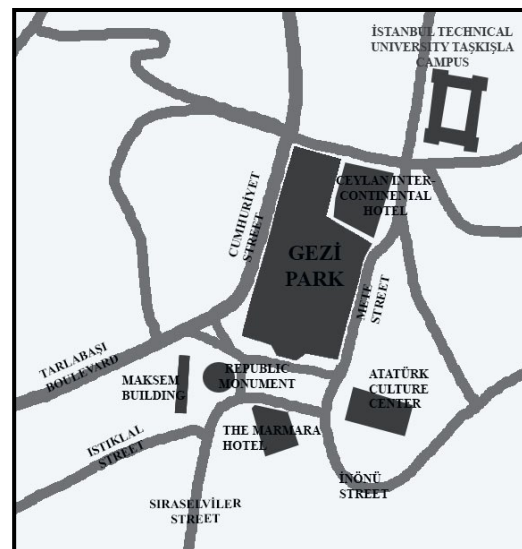 İSTANBUL TECHNICAL
UNIVERSITY TAŞKIŞLA
CAMPUS
CEYLAN INTER-
CONTINENTAL
HOTEL
CUMHURİYET
STREET
GEZİ
PARK
METE
STREET
TARLABAŞI
BOULEVARD
MAKSEM
BUILDING
REPUBLIC
MONUMENT
ATATÜRK
CULTURE
CENTER
ISTIKLAL
STREET
THE MARMARA
HOTEL
İNÖNÜ
STREET
SIRASELVİLER
STREET